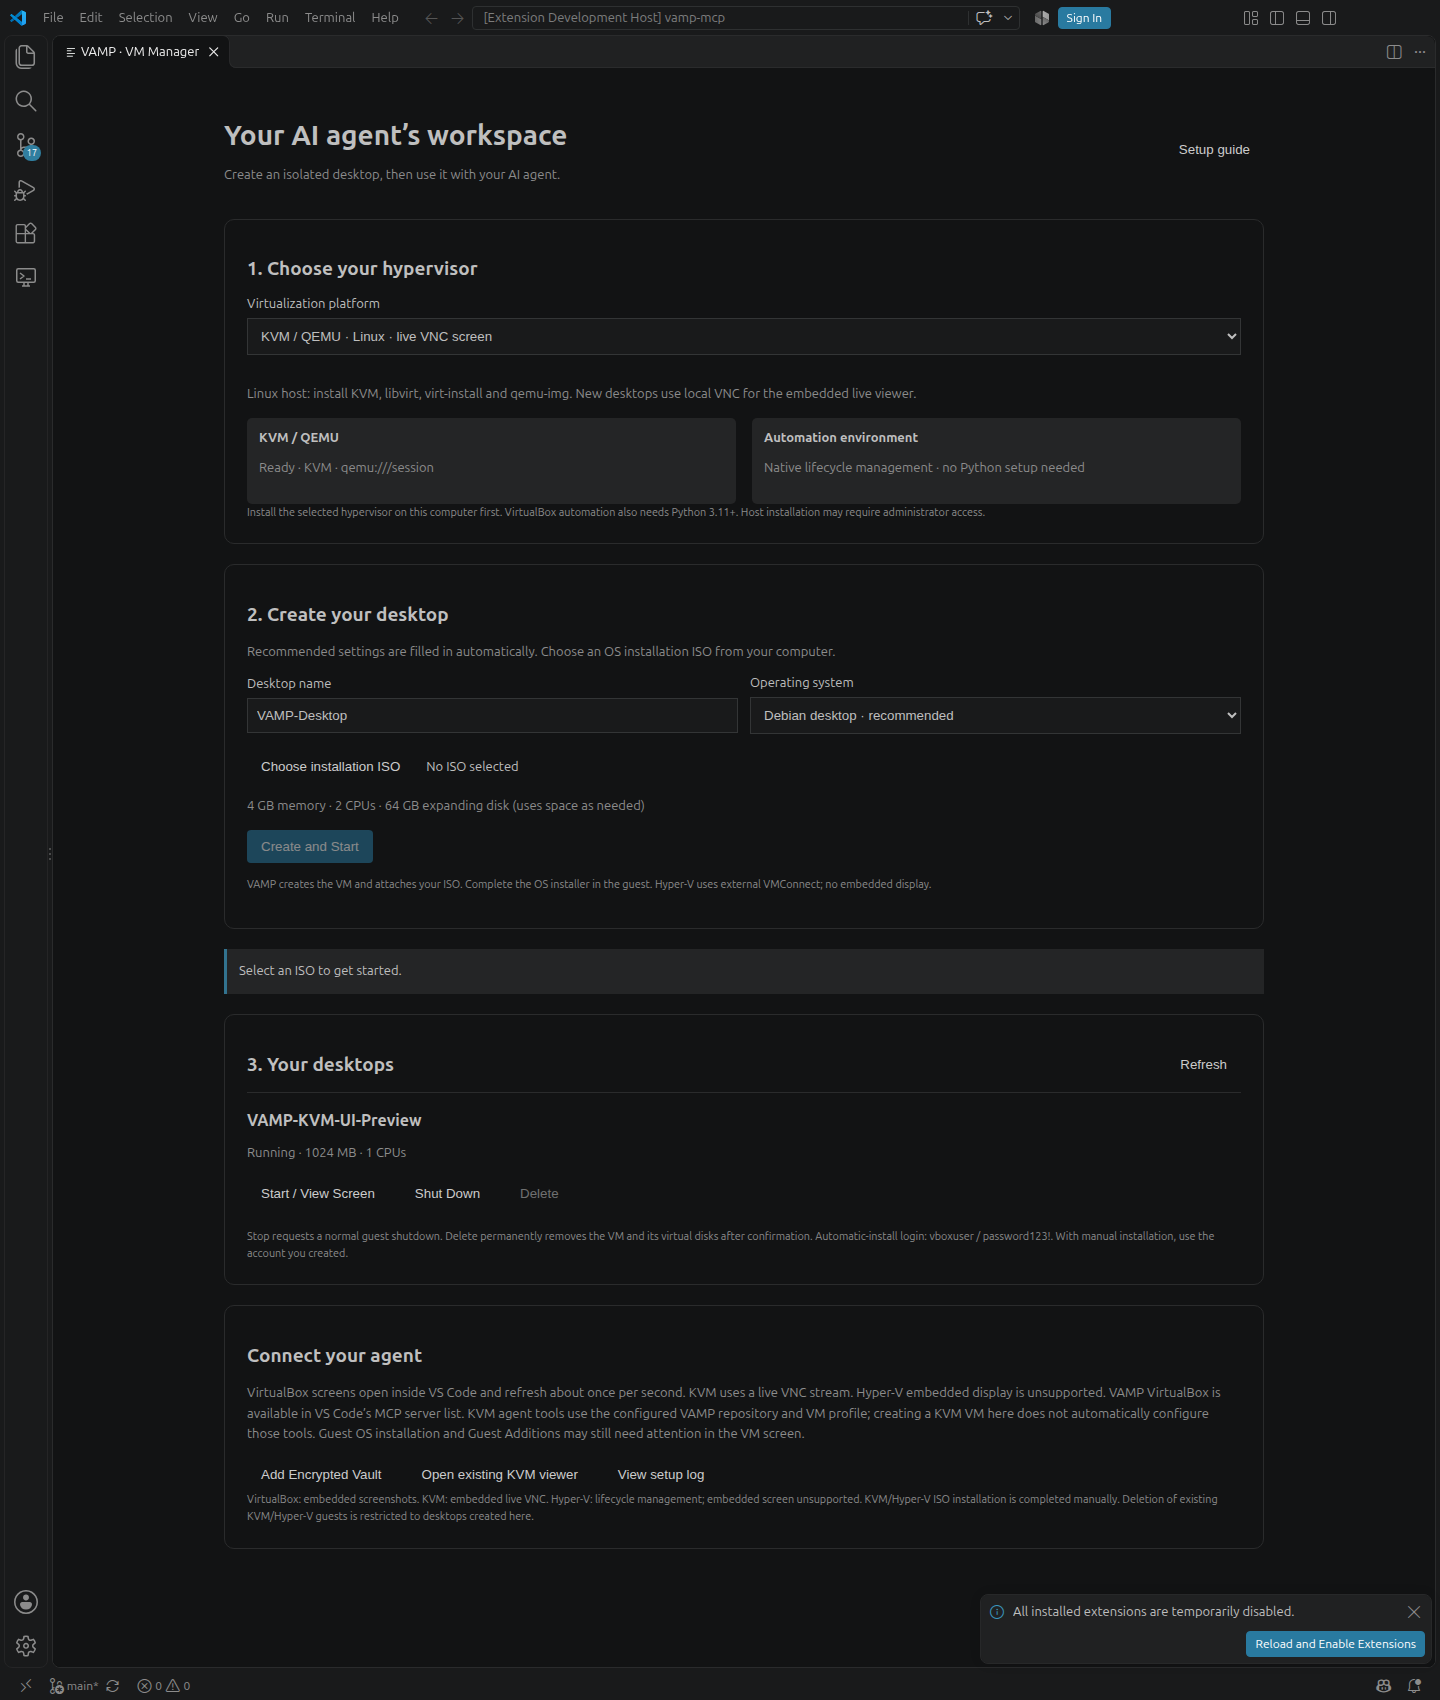 File Edit Selection View Go Run Terminal Help
[Extension Development Host] vamp-mcp
Sign In
VAMP · VM Manager
17
Your AI agent’s workspace
Setup guide
Create an isolated desktop, then use it with your AI agent.
1. Choose your hypervisor
Virtualization platform
KVM / QEMU · Linux · live VNC screen
Linux host: install KVM, libvirt, virt-install and qemu-img. New desktops use local VNC for the embedded live viewer.
KVM / QEMU
Ready · KVM · qemu:///session
Automation environment
Native lifecycle management · no Python setup needed
Install the selected hypervisor on this computer first. VirtualBox automation also needs Python 3.11+. Host installation may require administrator access.
2. Create your desktop
Recommended settings are filled in automatically. Choose an OS installation ISO from your computer.
Desktop name
VAMP-Desktop
Operating system
Debian desktop · recommended
Choose installation ISO No ISO selected
4 GB memory · 2 CPUs · 64 GB expanding disk (uses space as needed)
Create and Start
VAMP creates the VM and attaches your ISO. Complete the OS installer in the guest. Hyper-V uses external VMConnect; no embedded display.
Select an ISO to get started.
3. Your desktops
Refresh
VAMP-KVM-UI-Preview
Running · 1024 MB · 1 CPUs
Start / View Screen Shut Down Delete
Stop requests a normal guest shutdown. Delete permanently removes the VM and its virtual disks after confirmation. Automatic-install login: vboxuser / password123!. With manual installation, use the
account you created.
Connect your agent
VirtualBox screens open inside VS Code and refresh about once per second. KVM uses a live VNC stream. Hyper-V embedded display is unsupported. VAMP VirtualBox is
available in VS Code’s MCP server list. KVM agent tools use the configured VAMP repository and VM profile; creating a KVM VM here does not automatically configure
those tools. Guest OS installation and Guest Additions may still need attention in the VM screen.
Add Encrypted Vault Open existing KVM viewer View setup log
VirtualBox: embedded screenshots. KVM: embedded live VNC. Hyper-V: lifecycle management; embedded screen unsupported. KVM/Hyper-V ISO installation is completed manually. Deletion of existing
KVM/Hyper-V guests is restricted to desktops created here.
All installed extensions are temporarily disabled.
Reload and Enable Extensions
main* 0 0